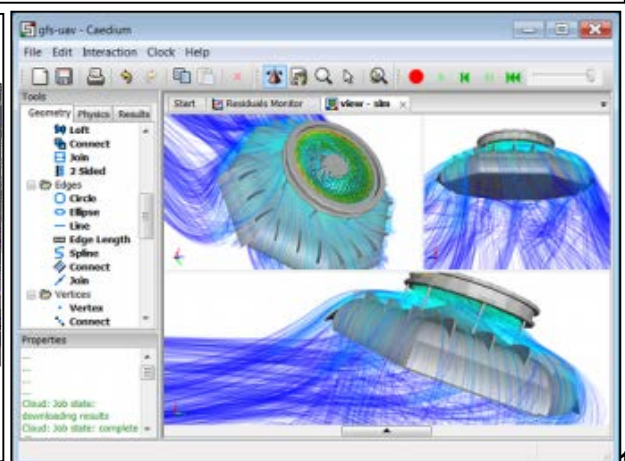 gfs-uav - Caedium
File Edit Interaction Clock Help
Tools
Geometry Physics Results
Loft
Connect
Join
2 Sided
Edges
Circle
Ellipse
Line
Edge Length
Spline
Connect
Join
Vertices
Vertex
Connect
Start Residuals Monitor view - sim
Properties
...
...
...
...
Cloud: Job state:
downloading results
Cloud: Job state: complete